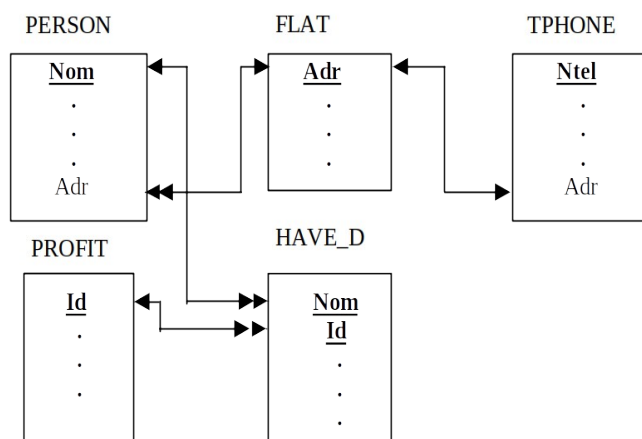 PERSON
Nom
.
.
.
Adr
FLAT
Adr
.
.
.
TPHONE
Ntel
.
.
.
Adr
PROFIT
Id
.
.
.
HAVE_D
Nom
Id
.
.
.